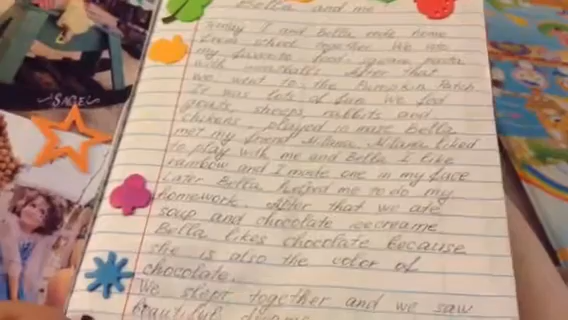 Bella and me
Today I and Bella rode home
from school together. We ate
my favorite food, cream pasta
with meatballs. After that
we went to the Pumpkin Patch
It was lots of fun. We fed
goats, sheeps, rabbits and
chickens, played in maze. Bella
met my friend Milana. Milana liked
to play with me and Bella. I like
rainbow and I made one in my face
Later Bella helped me to do my
homework. After that we ate
soup and chocolate icecreame
Bella likes chocolate because
she is also the color of
chocolate.
We slept together and we saw
beautiful dreams
SAGE